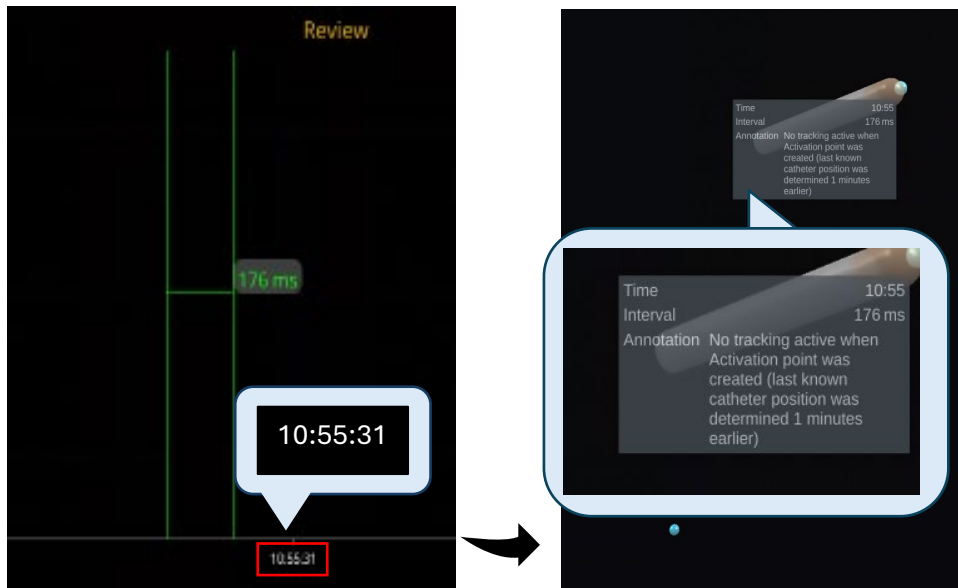 Review
176 ms
10:55:31
10:55:31
Time 10:55
Interval 176 ms
Annotation No tracking active when
Activation point was
created (last known
catheter position was
determined 1 minutes
earlier)
Time 10:55
Interval 176 ms
Annotation No tracking active when
Activation point was
created (last known
catheter position was
determined 1 minutes
earlier)